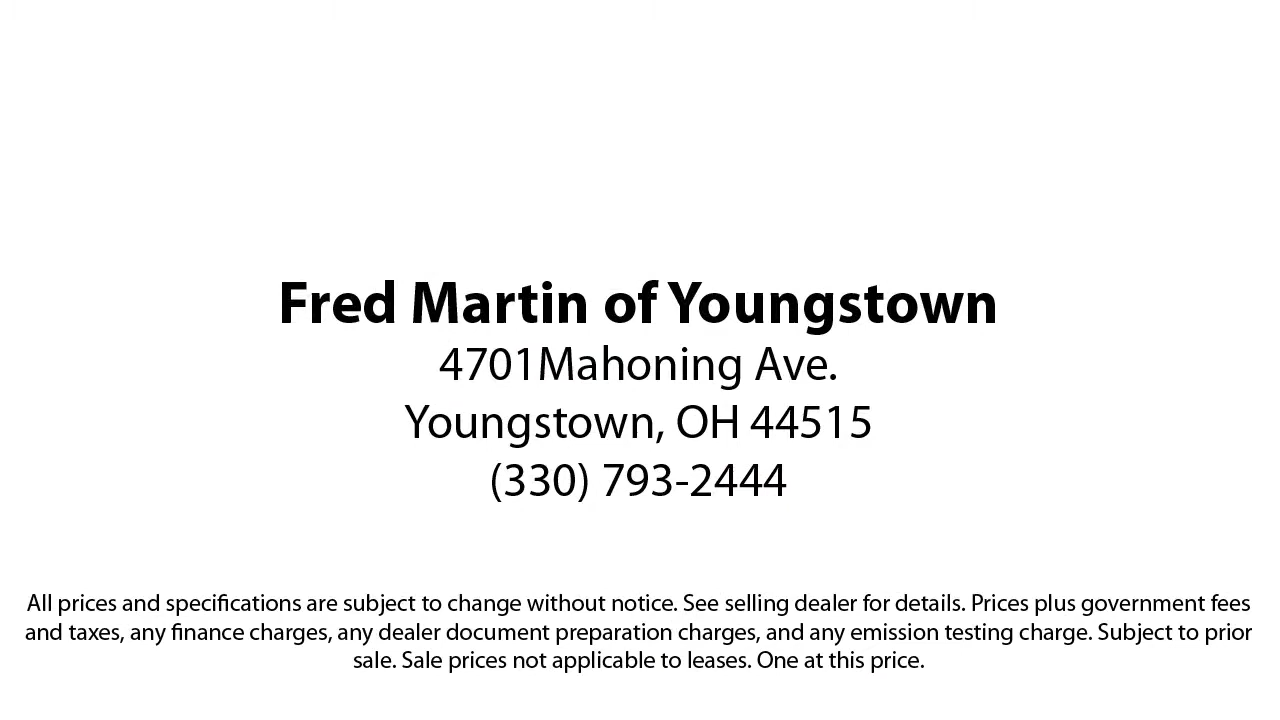 Fred Martin of Youngstown
4701Mahoning Ave.
Youngstown, OH 44515
(330) 793-2444
All prices and specifications are subject to change without notice. See selling dealer for details. Prices plus government fees
and taxes, any finance charges, any dealer document preparation charges, and any emission testing charge. Subject to prior
sale. Sale prices not applicable to leases. One at this price.